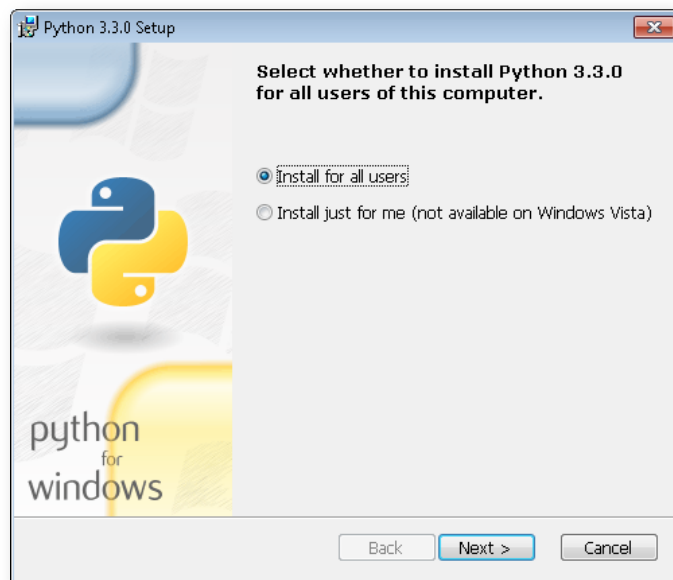 Python 3.3.0 Setup
Select whether to install Python 3.3.0
for all users of this computer.
Install for all users
Install just for me (not available on Windows Vista)
python
for
windows
Back
Next >
Cancel